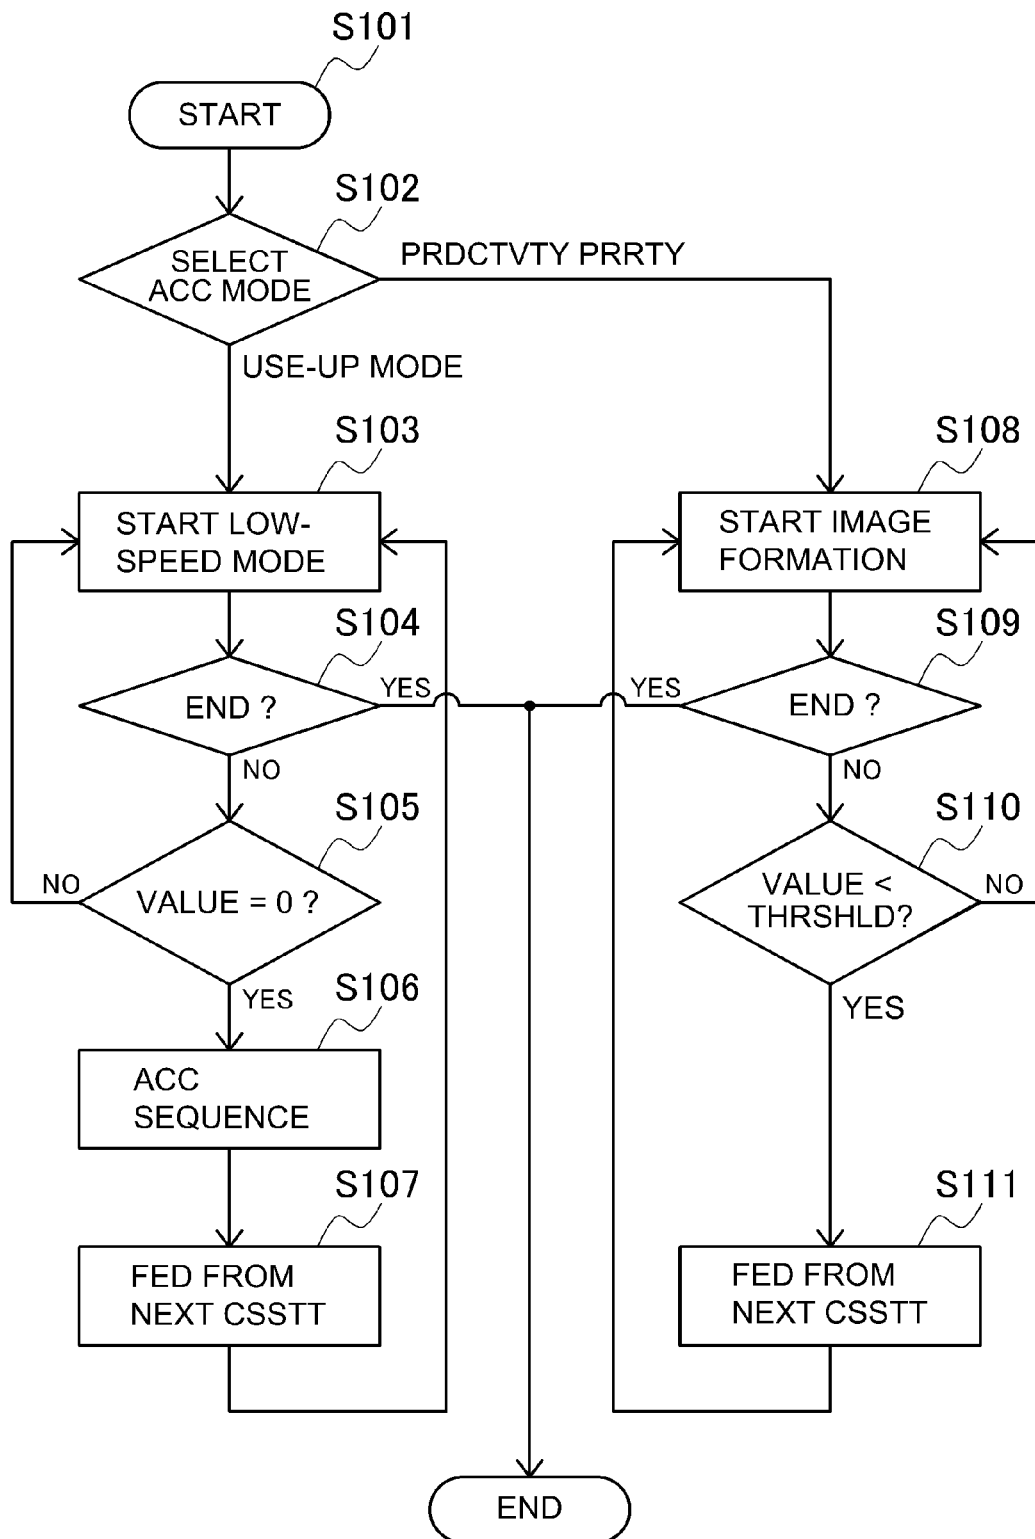 S101
START
S102
SELECT
ACC MODE
PRDCTVTY PRRTY
USE-UP MODE
S103
START LOW-
SPEED MODE
S108
START IMAGE
FORMATION
S104
END ?
YES
NO
S109
YES
END ?
NO
S105
NO
VALUE = 0 ?
YES
S110
VALUE <
THRSHLD?
NO
YES
S106
ACC
SEQUENCE
S107
FED FROM
NEXT CSSTT
S111
FED FROM
NEXT CSSTT
END